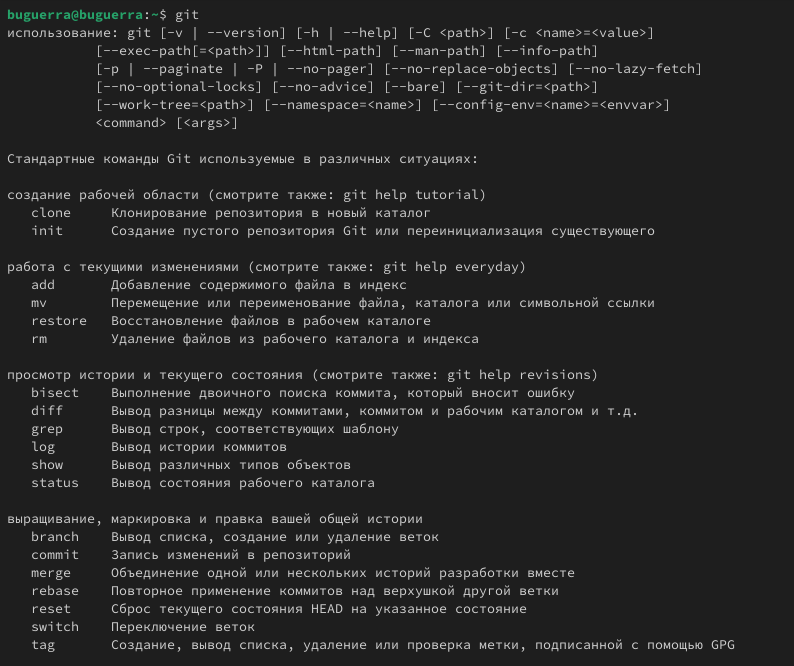 buguerra@buguerra:~$ git
использование: git [-v | --version] [-h | --help] [-C <path>] [-c <name>=<value>]
[--exec-path[=<path>]] [--html-path] [--man-path] [--info-path]
[-p | --paginate | -P | --no-pager] [--no-replace-objects] [--no-lazy-fetch]
[--no-optional-locks] [--no-advice] [--bare] [--git-dir=<path>]
[--work-tree=<path>] [--namespace=<name>] [--config-env=<name>=<envvar>]
<command> [<args>]
Стандартные команды Git используемые в различных ситуациях:
создание рабочей области (смотрите также: git help tutorial)
clone Клонирование репозитория в новый каталог
init Создание пустого репозитория Git или переинициализация существующего
работа с текущими изменениями (смотрите также: git help everyday)
add Добавление содержимого файла в индекс
mv Перемещение или переименование файла, каталога или символьной ссылки
restore Восстановление файлов в рабочем каталоге
rm Удаление файлов из рабочего каталога и индекса
просмотр истории и текущего состояния (смотрите также: git help revisions)
bisect Выполнение двоичного поиска коммита, который вносит ошибку
diff Вывод разницы между коммитами, коммитом и рабочим каталогом и т.д.
grep Вывод строк, соответствующих шаблону
log Вывод истории коммитов
show Вывод различных типов объектов
status Вывод состояния рабочего каталога
выращивание, маркировка и правка вашей общей истории
branch Вывод списка, создание или удаление веток
commit Запись изменений в репозиторий
merge Объединение одной или нескольких историй разработки вместе
rebase Повторное применение коммитов над верхушкой другой ветки
reset Сброс текущего состояния HEAD на указанное состояние
switch Переключение веток
tag Создание, вывод списка, удаление или проверка метки, подписанной с помощью GPG